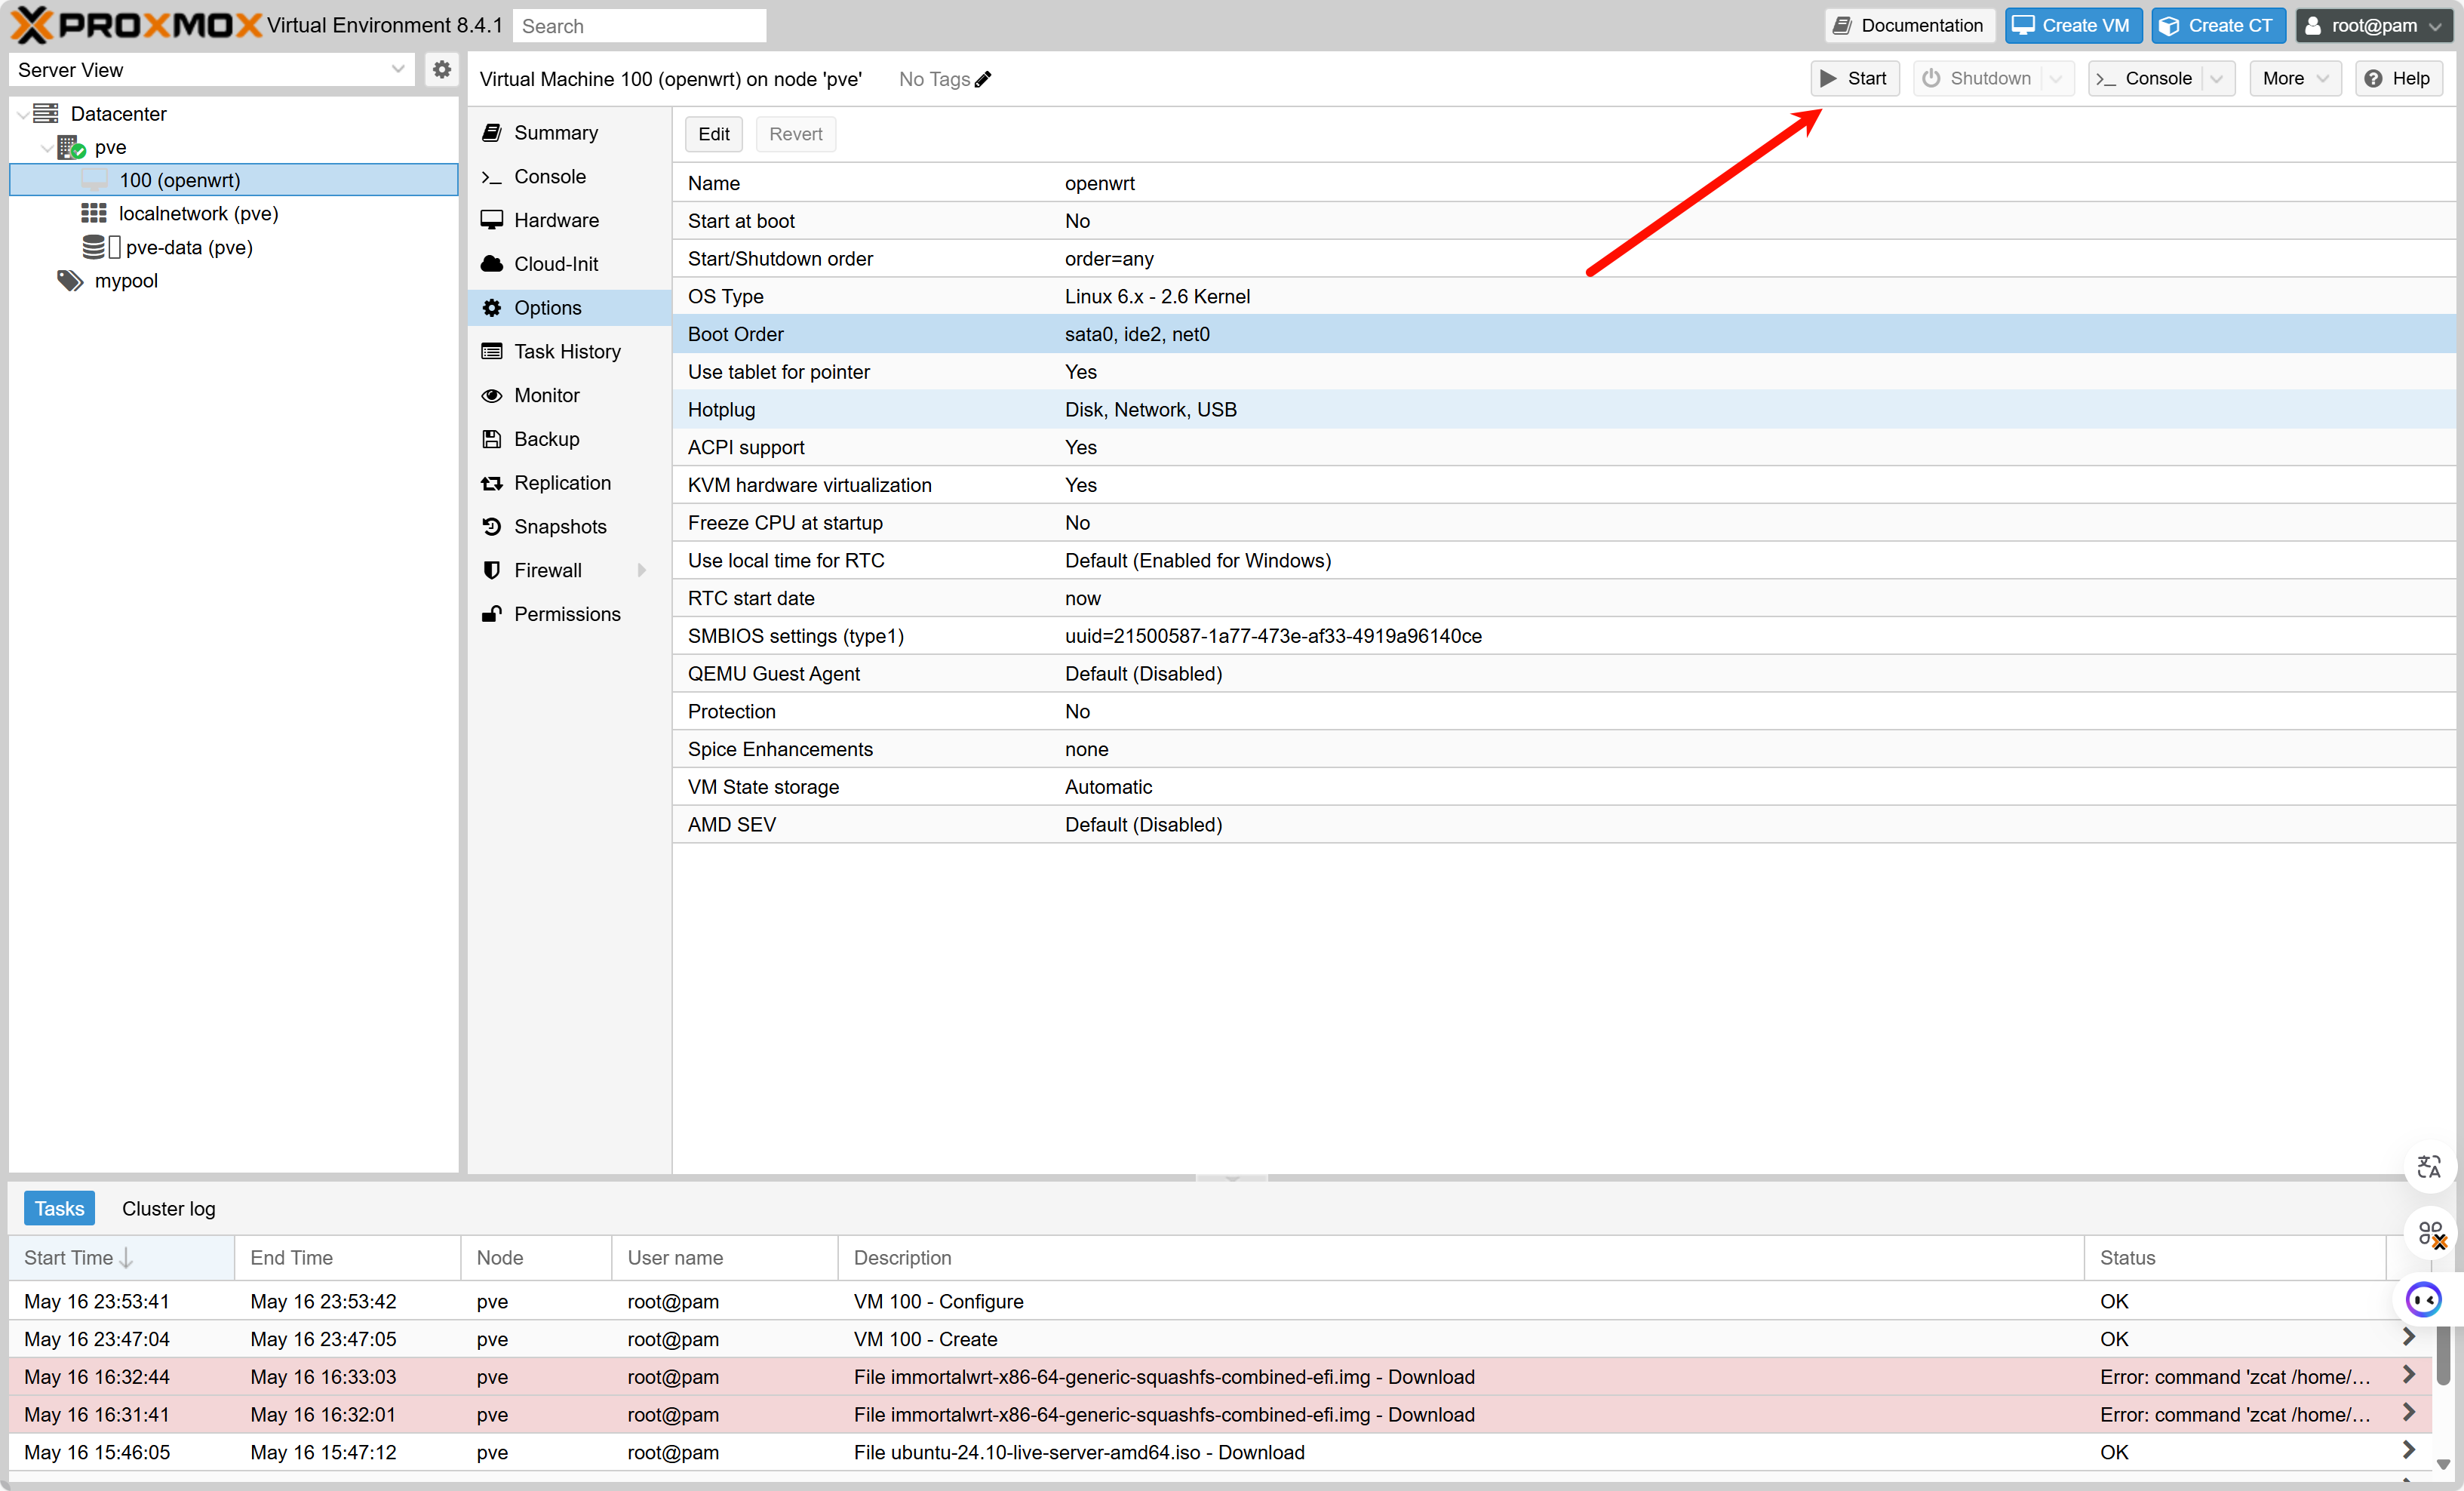 PROXMOX Virtual Environment 8.4.1 Search Documentation Create VM Create CT root@pam
Server View
Virtual Machine 100 (openwrt) on node 'pve' No Tags Start Shutdown Console More Help
Datacenter
pve
100 (openwrt)
localnetwork (pve)
pve-data (pve)
mypool
Summary
Console
Hardware
Cloud-Init
Options
Task History
Monitor
Backup
Replication
Snapshots
Firewall
Permissions
Edit Revert
Name openwrt
Start at boot No
Start/Shutdown order order=any
OS Type Linux 6.x - 2.6 Kernel
Boot Order sata0, ide2, net0
Use tablet for pointer Yes
Hotplug Disk, Network, USB
ACPI support Yes
KVM hardware virtualization Yes
Freeze CPU at startup No
Use local time for RTC Default (Enabled for Windows)
RTC start date now
SMBIOS settings (type1) uuid=21500587-1a77-473e-af33-4919a96140ce
QEMU Guest Agent Default (Disabled)
Protection No
Spice Enhancements none
VM State storage Automatic
AMD SEV Default (Disabled)
Tasks Cluster log
Start Time End Time Node User name Description Status
May 16 23:53:41 May 16 23:53:42 pve root@pam VM 100 - Configure OK
May 16 23:47:04 May 16 23:47:05 pve root@pam VM 100 - Create OK
May 16 16:32:44 May 16 16:33:03 pve root@pam File immortalwrt-x86-64-generic-squashfs-combined-efi.img - Download Error: command 'zcat /home/…
May 16 16:31:41 May 16 16:32:01 pve root@pam File immortalwrt-x86-64-generic-squashfs-combined-efi.img - Download Error: command 'zcat /home/…
May 16 15:46:05 May 16 15:47:12 pve root@pam File ubuntu-24.10-live-server-amd64.iso - Download OK